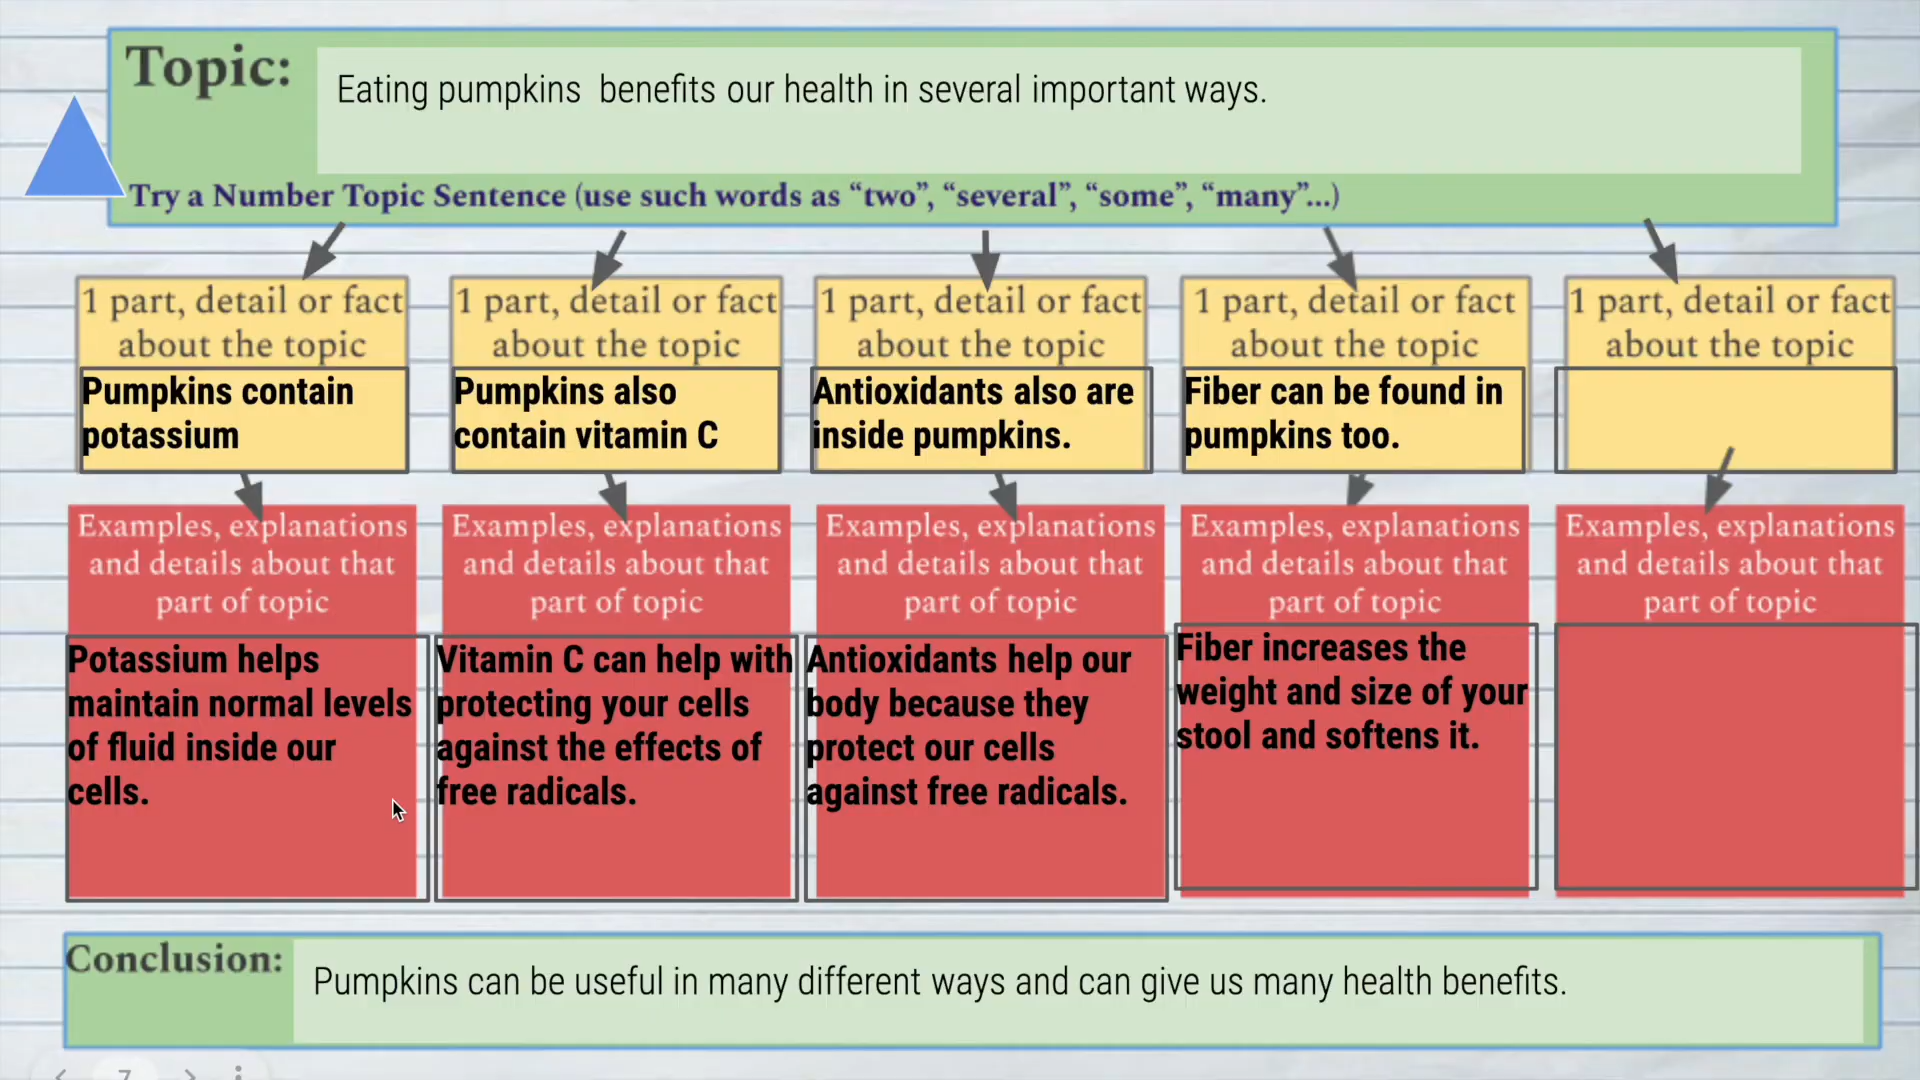 Topic:
Eating pumpkins  benefits our health in several important ways.
Try a Number Topic Sentence (use such words as “two”, “several”, “some”, “many”...)
1 part, detail or fact
about the topic
Pumpkins contain
potassium
1 part, detail or fact
about the topic
Pumpkins also
contain vitamin C
1 part, detail or fact
about the topic
Antioxidants also are
inside pumpkins.
1 part, detail or fact
about the topic
Fiber can be found in
pumpkins too.
1 part, detail or fact
about the topic
Examples, explanations
and details about that
part of topic
Potassium helps
maintain normal levels
of fluid inside our
cells.
Examples, explanations
and details about that
part of topic
Vitamin C can help with
protecting your cells
against the effects of
free radicals.
Examples, explanations
and details about that
part of topic
Antioxidants help our
body because they
protect our cells
against free radicals.
Examples, explanations
and details about that
part of topic
Fiber increases the
weight and size of your
stool and softens it.
Examples, explanations
and details about that
part of topic
Conclusion:
Pumpkins can be useful in many different ways and can give us many health benefits.
7